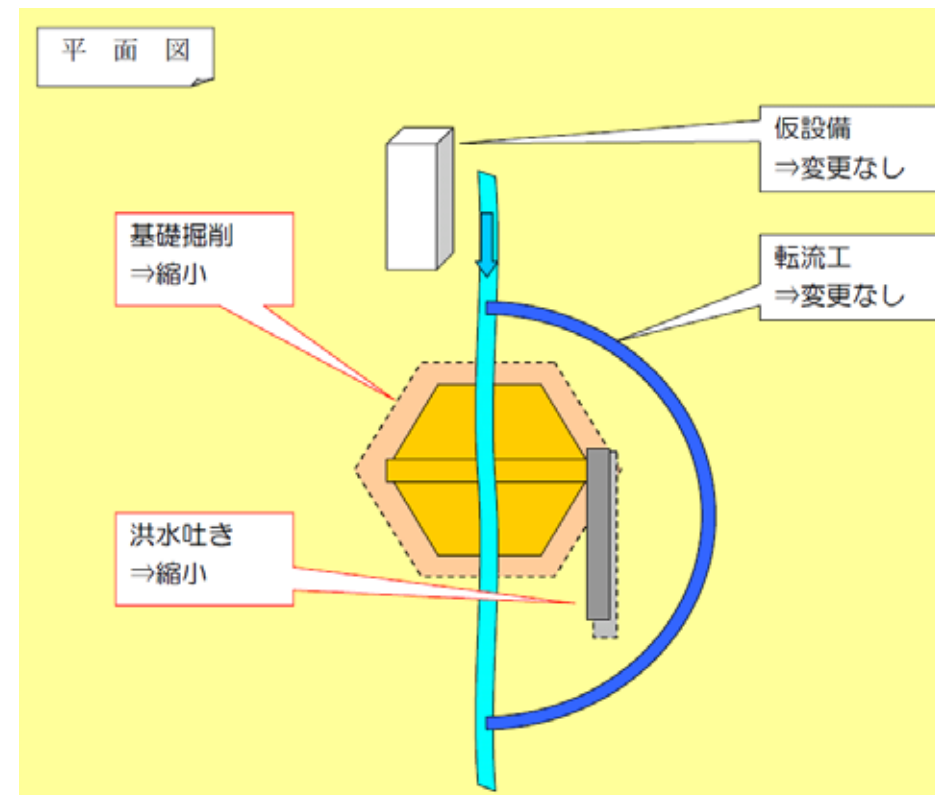 平 面 図
仮設備
⇒変更なし
基礎掘削
⇒縮小
転流工
⇒変更なし
洪水吐き
⇒縮小